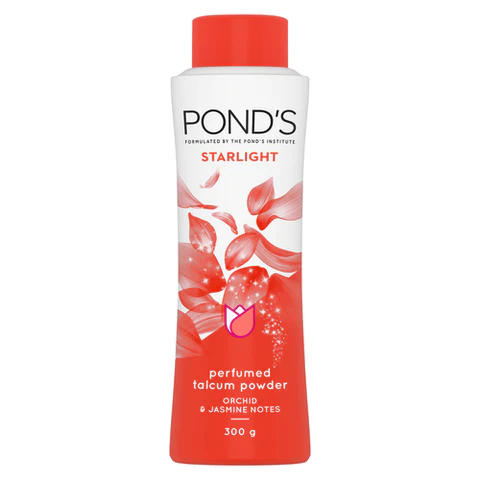 POND'S
FORMULATED BY THE POND'S INSTITUTE
STARLIGHT
perfumed
talcum powder
ORCHID
& JASMINE NOTES
300 g